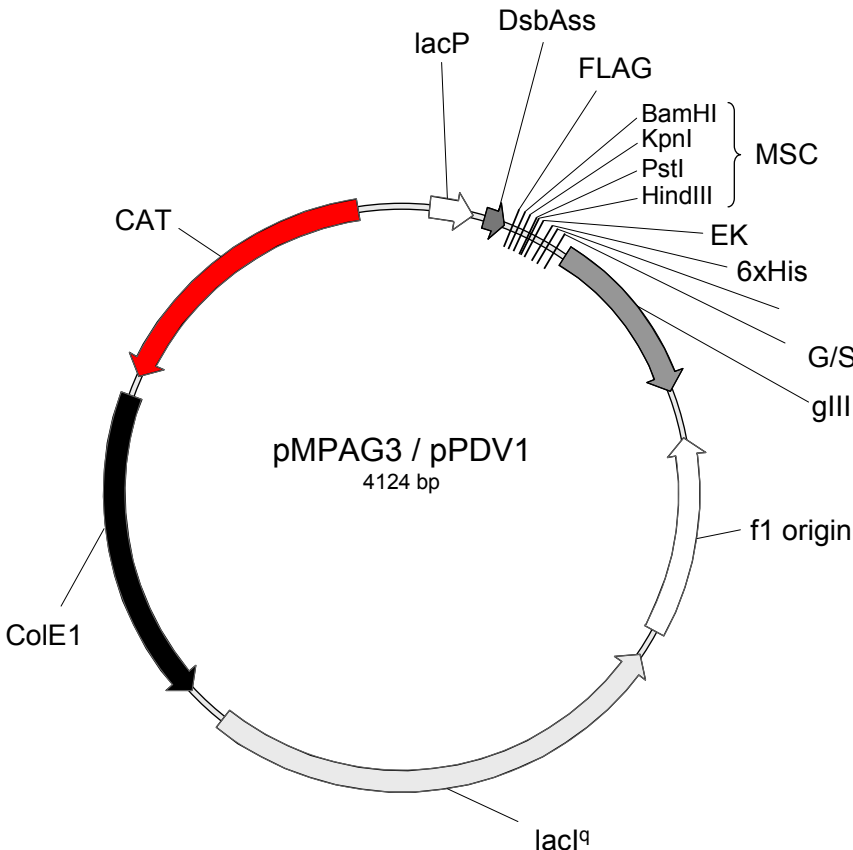 DsbAss
lacP
FLAG
BamHI
KpnI
MSC
PstI
HindIII
CAT
EK
6xHis
G/S
gIII
pMPAG3 / pPDV1
4124 bp
f1 origin
ColE1
lacIq